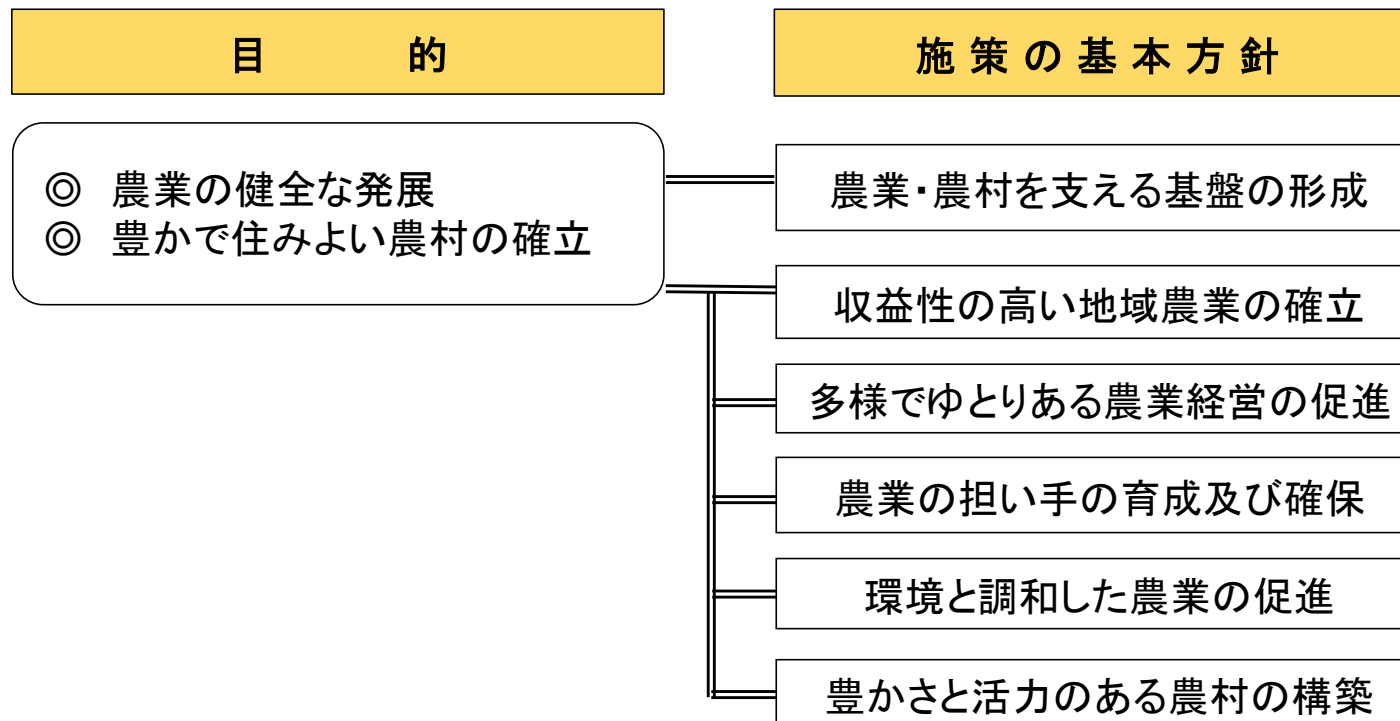 目　　的
施策の基本方針
◎　農業の健全な発展
◎　豊かで住みよい農村の確立
農業・農村を支える基盤の形成
収益性の高い地域農業の確立
多様でゆとりある農業経営の促進
農業の担い手の育成及び確保
環境と調和した農業の促進
豊かさと活力のある農村の構築